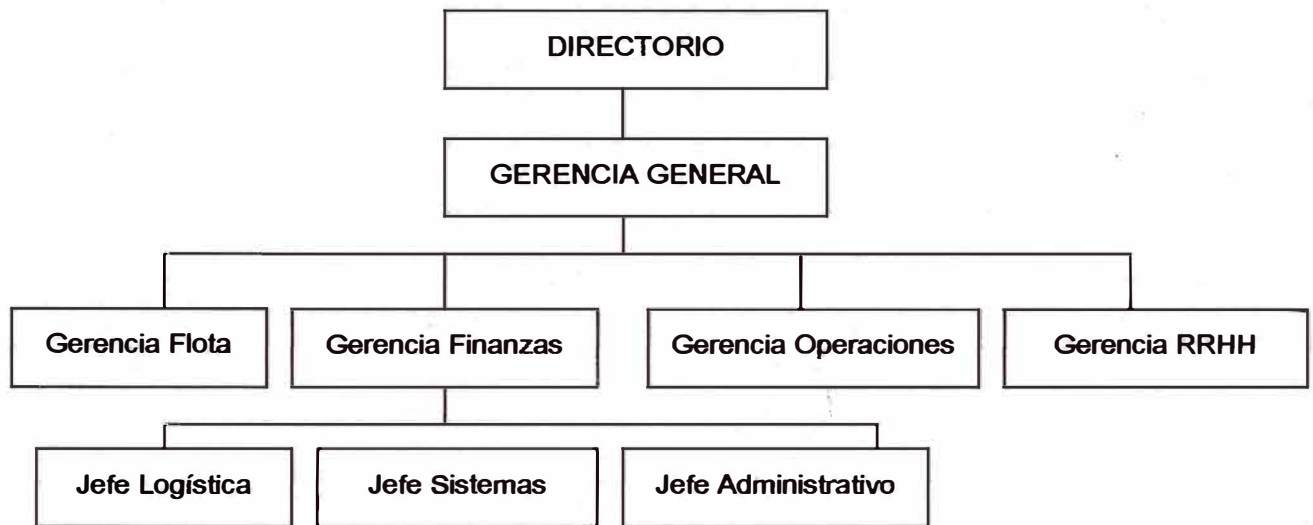 DIRECTORIO
GERENCIA GENERAL
Gerencia Flota
Gerencia Finanzas
Gerencia Operaciones
Gerencia RRHH
Jefe Logística
Jefe Sistemas
Jefe Administrativo